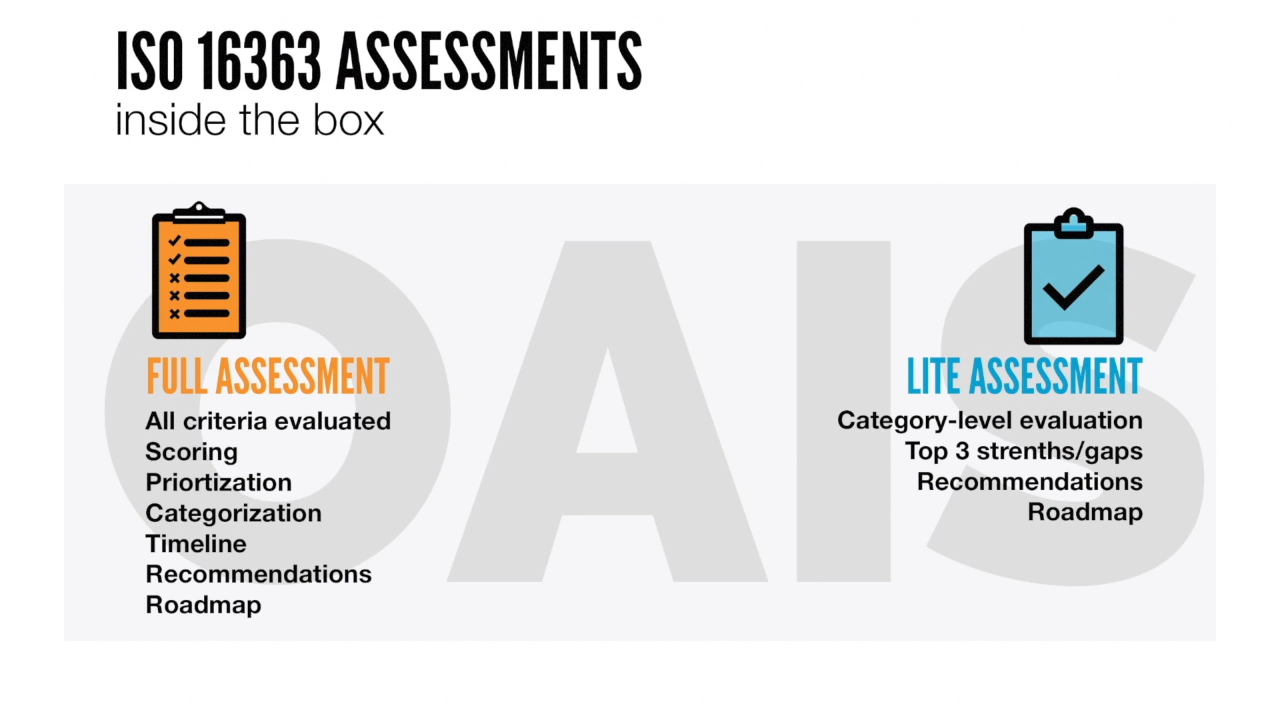 ISO 16363 ASSESSMENTS
inside the box
OAIS
FULL ASSESSMENT
All criteria evaluated
Scoring
Priortization
Categorization
Timeline
Recommendations
Roadmap
LITE ASSESSMENT
Category-level evaluation
Top 3 strenths/gaps
Recommendations
Roadmap